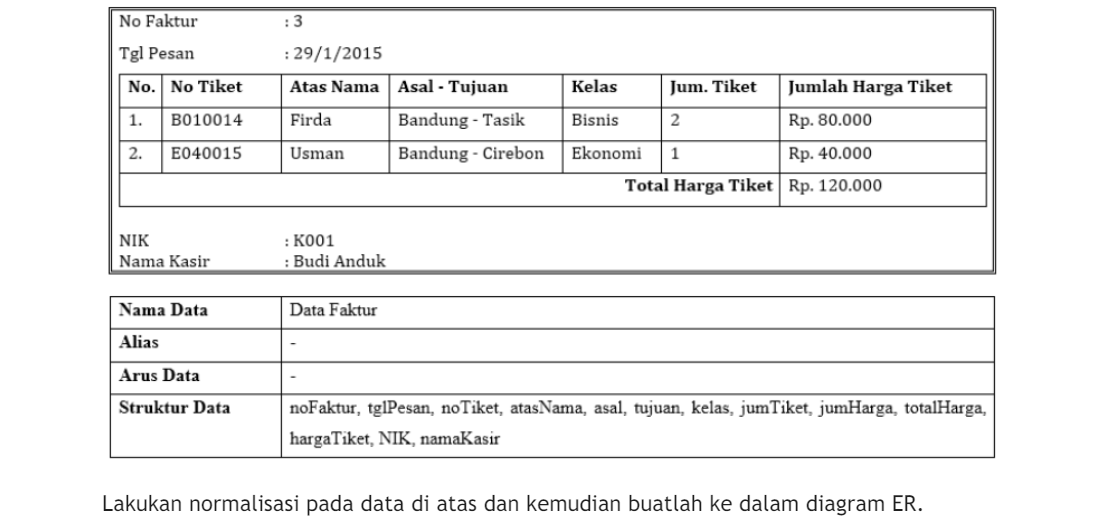 No Faktur : 3
Tgl Pesan : 29/1/2015
No. No Tiket Atas Nama Asal - Tujuan Kelas Jum. Tiket Jumlah Harga Tiket
1. B010014 Firda Bandung - Tasik Bisnis 2 Rp. 80.000
2. E040015 Usman Bandung - Cirebon Ekonomi 1 Rp. 40.000
Total Harga Tiket Rp. 120.000
NIK : K001
Nama Kasir : Budi Anduk
Nama Data Data Faktur
Alias -
Arus Data -
Struktur Data noFaktur, tglPesan, noTiket, atasNama, asal, tujuan, kelas, jumTiket, jumHarga, totalHarga,
hargaTiket, NIK, namaKasir
Lakukan normalisasi pada data di atas dan kemudian buatlah ke dalam diagram ER.